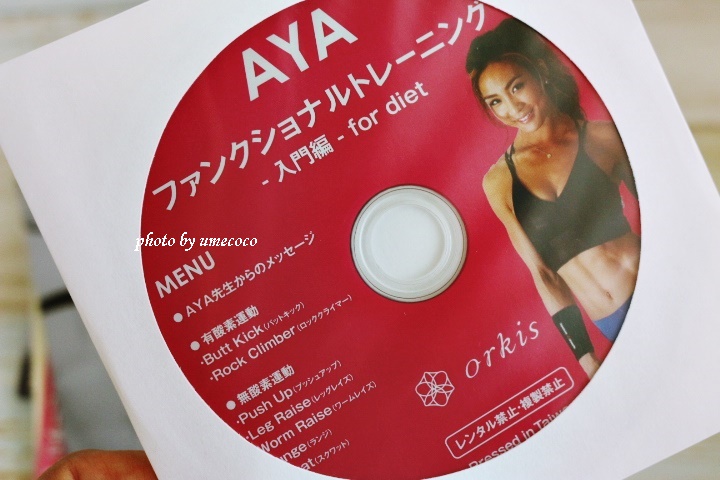 AYA
ファンクショナルトレーニング
- 入門編 - for diet
photo by umecoco
MENU
● AYA先生からのメッセージ
● 有酸素運動
・Butt Kick(バットキック)
・Rock Climber(ロッククライマー)
● 無酸素運動
・Push Up(プッシュアップ)
・Leg Raise(レッグレイズ)
Worm Raise(ワームレイズ)
(ランジ)
(スクワット)
orkis
レンタル禁止・複製禁止
Pressed in